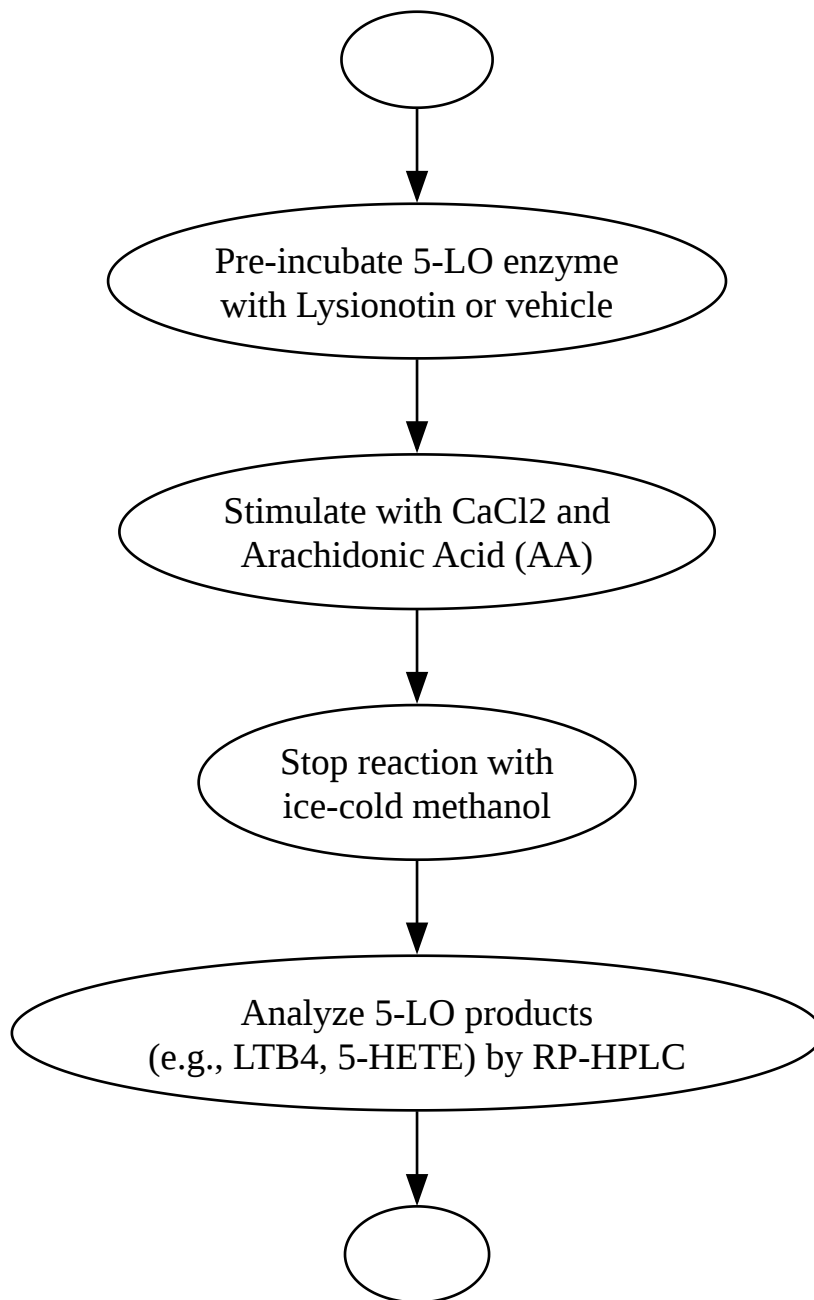 Pre-incubate 5-LO enzyme
with Lysionotin or vehicle
Stimulate with CaCl2 and
Arachidonic Acid (AA)
Stop reaction with
ice-cold methanol
Analyze 5-LO products
(e.g., LTB4, 5-HETE) by RP-HPLC